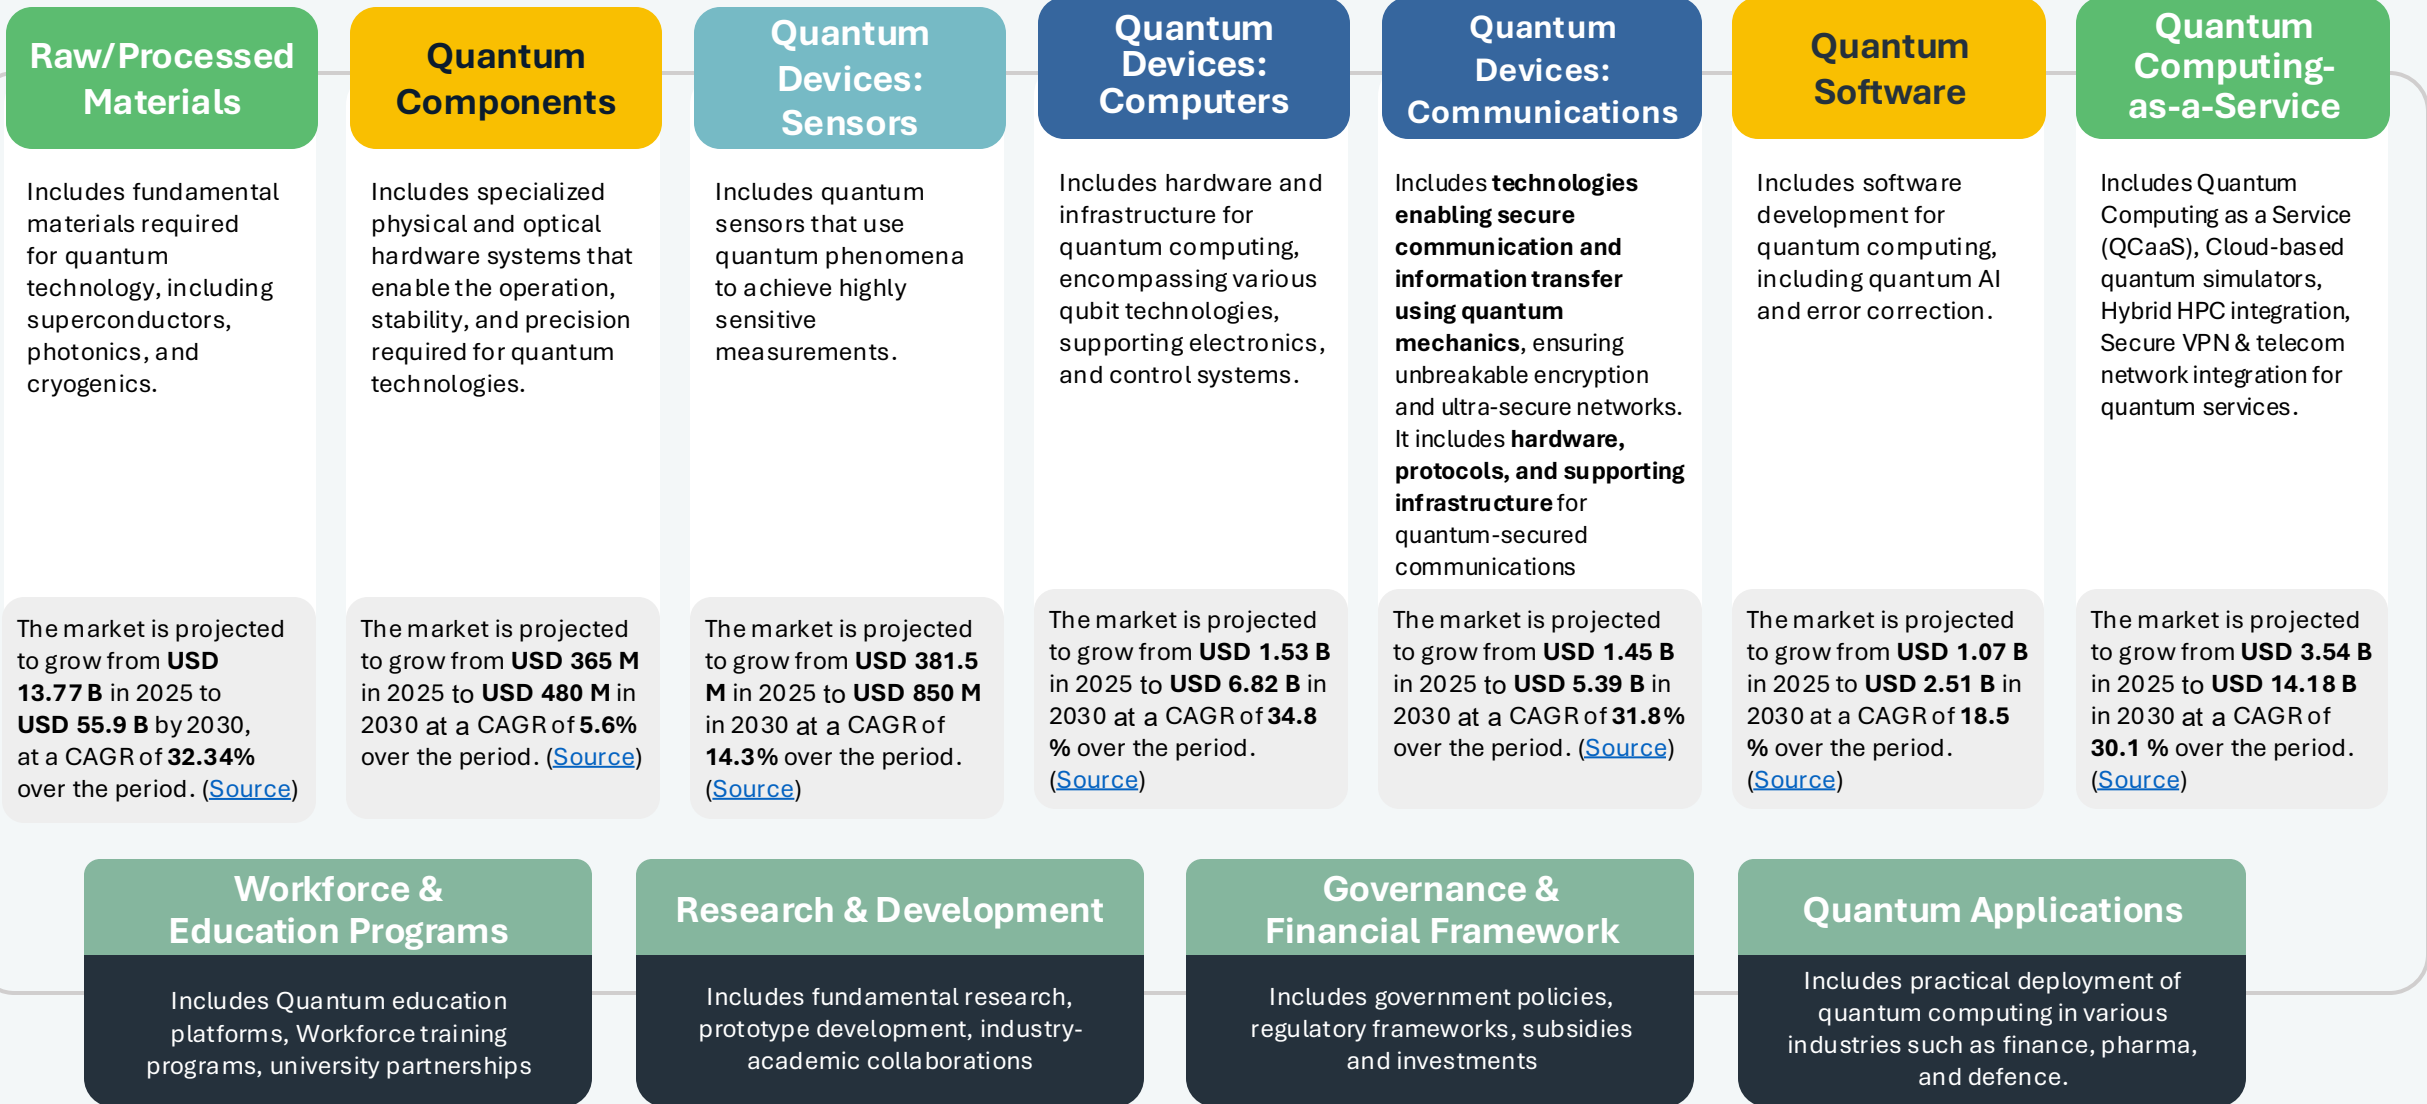 Raw/Processed
Materials
Includes fundamental
materials required
for quantum
technology, including
superconductors,
photonics, and
cryogenics.
The market is projected
to grow from USD
13.77 B in 2025 to
USD 55.9 B by 2030,
at a CAGR of 32.34%
over the period. (Source)
Quantum
Components
Includes specialized
physical and optical
hardware systems that
enable the operation,
stability, and precision
required for quantum
technologies.
The market is projected
to grow from USD 365 M
in 2025 to USD 480 M in
2030 at a CAGR of 5.6%
over the period. (Source)
Quantum
Devices:
Sensors
Includes quantum
sensors that use
quantum phenomena
to achieve highly
sensitive
measurements.
The market is projected
to grow from USD 381.5
M in 2025 to USD 850 M
in 2030 at a CAGR of
14.3% over the period.
(Source)
Quantum
Devices:
Computers
Includes hardware and
infrastructure for
quantum computing,
encompassing various
qubit technologies,
supporting electronics,
and control systems.
The market is projected
to grow from USD 1.53 B
in 2025 to USD 6.82 B in
2030 at a CAGR of 34.8
% over the period.
(Source)
Quantum
Devices:
Communications
Includes technologies
enabling secure
communication and
information transfer
using quantum
mechanics, ensuring
unbreakable encryption
and ultra-secure networks.
It includes hardware,
protocols, and supporting
infrastructure for
quantum-secured
communications
The market is projected
to grow from USD 1.45 B
in 2025 to USD 5.39 B in
2030 at a CAGR of 31.8%
over the period. (Source)
Quantum
Software
Includes software
development for
quantum computing,
including quantum AI
and error correction.
The market is projected
to grow from USD 1.07 B
in 2025 to USD 2.51 B in
2030 at a CAGR of 18.5
% over the period.
(Source)
Quantum
Computing-
as-a-Service
Includes Quantum
Computing as a Service
(QCaaS), Cloud-based
quantum simulators,
Hybrid HPC integration,
Secure VPN & telecom
network integration for
quantum services.
The market is projected
to grow from USD 3.54 B
in 2025 to USD 14.18 B
in 2030 at a CAGR of
30.1 % over the period.
(Source)
Workforce &
Education Programs
Includes Quantum education
platforms, Workforce training
programs, university partnerships
Research & Development
Includes fundamental research,
prototype development, industry-
academic collaborations
Governance &
Financial Framework
Includes government policies,
regulatory frameworks, subsidies
and investments
Quantum Applications
Includes practical deployment of
quantum computing in various
industries such as finance, pharma,
and defence.